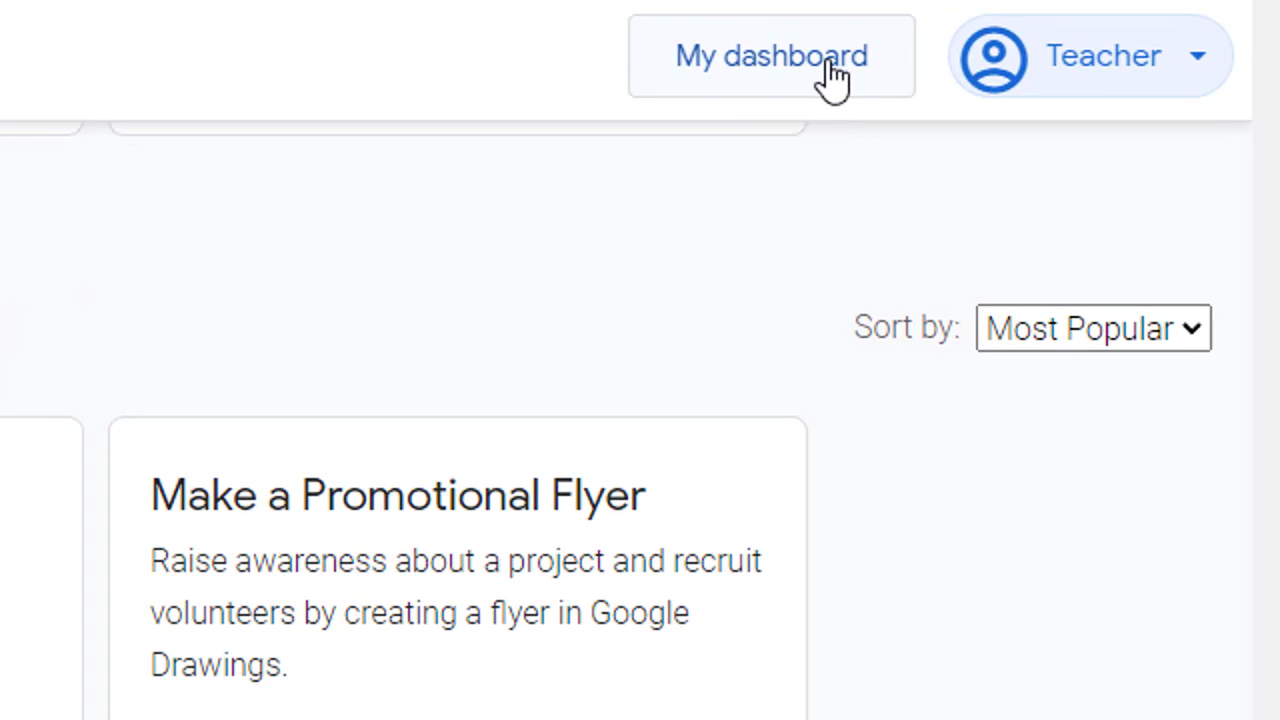 My dashboard
Teacher
Sort by:
Most Popular
Make a Promotional Flyer
Raise awareness about a project and recruit
volunteers by creating a flyer in Google
Drawings.